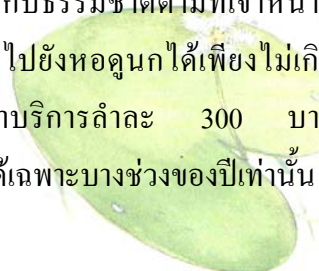 กับธรรมชาติตามที่เจ้าหน้า
ไปยังหอดูนกได้เพียงไม่เกิ
าบริการลำละ 300 บา
ด้เฉพาะบางช่วงของปีเท่านั้น